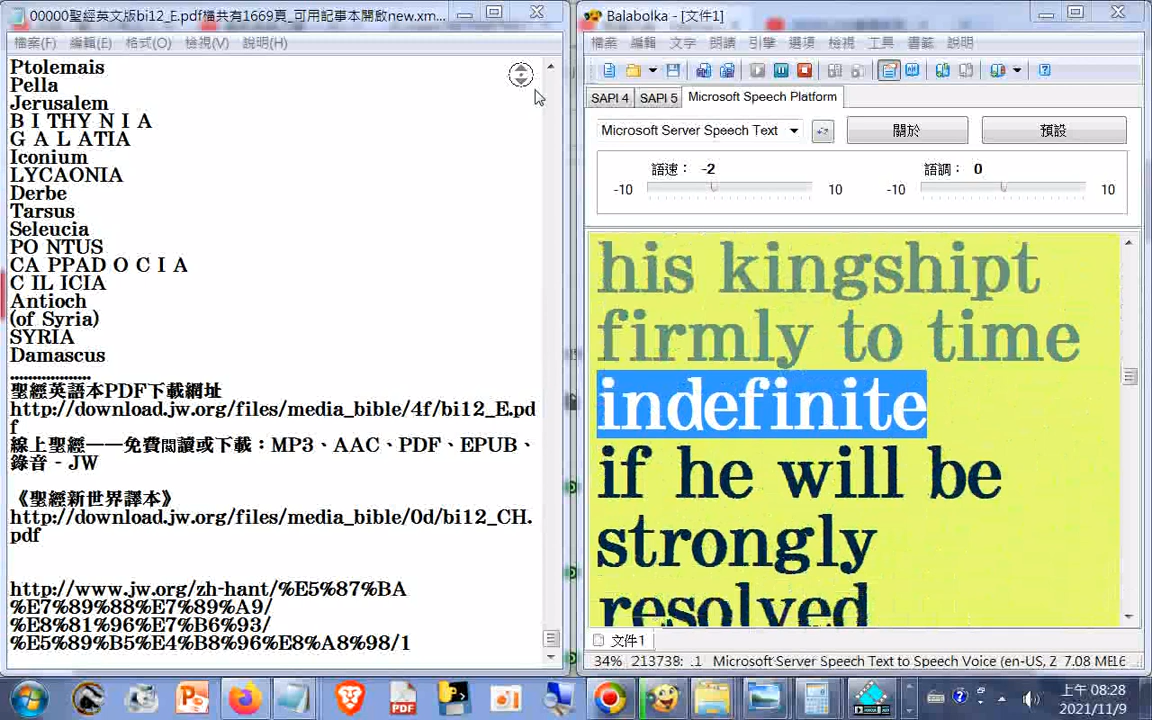 00000聖經英文版bi12_E.pdf檔共有1669頁_可用記事本開啟new.xm...
檔案(F) 編輯(E) 格式(O) 檢視(V) 說明(H)
Ptolemais
Pella
Jerusalem
B I THY N I A
G A L ATIA
Iconium
LYCAONIA
Derbe
Tarsus
Seleucia
PO NTUS
CA PPAD O C I A
C IL ICIA
Antioch
(of Syria)
SYRIA
Damascus
..................
聖經英語本PDF下載網址
http://download.jw.org/files/media_bible/4f/bi12_E.pd
f
線上聖經——免費閱讀或下載：MP3、AAC、PDF、EPUB、
錄音 - JW
《聖經新世界譯本》
http://download.jw.org/files/media_bible/0d/bi12_CH.
pdf
http://www.jw.org/zh-hant/%E5%87%BA
%E7%89%88%E7%89%A9/
%E8%81%96%E7%B6%93/
%E5%89%B5%E4%B8%96%E8%A8%98/1
Balabolka - [文件1]
檔案 編輯 文字 朗讀 引擎 選項 檢視 工具 書籤 說明
SAPI 4 SAPI 5 Microsoft Speech Platform
Microsoft Server Speech Text 關於 預設
語速： -2 語調： 0
-10 10 -10 10
his kingshipt
firmly to time
indefinite
if he will be
strongly
resolved
文件1
34% 213738: .1 Microsoft Server Speech Text to Speech Voice (en-US, Z 7.08 ME
上午 08:28
2021/11/9